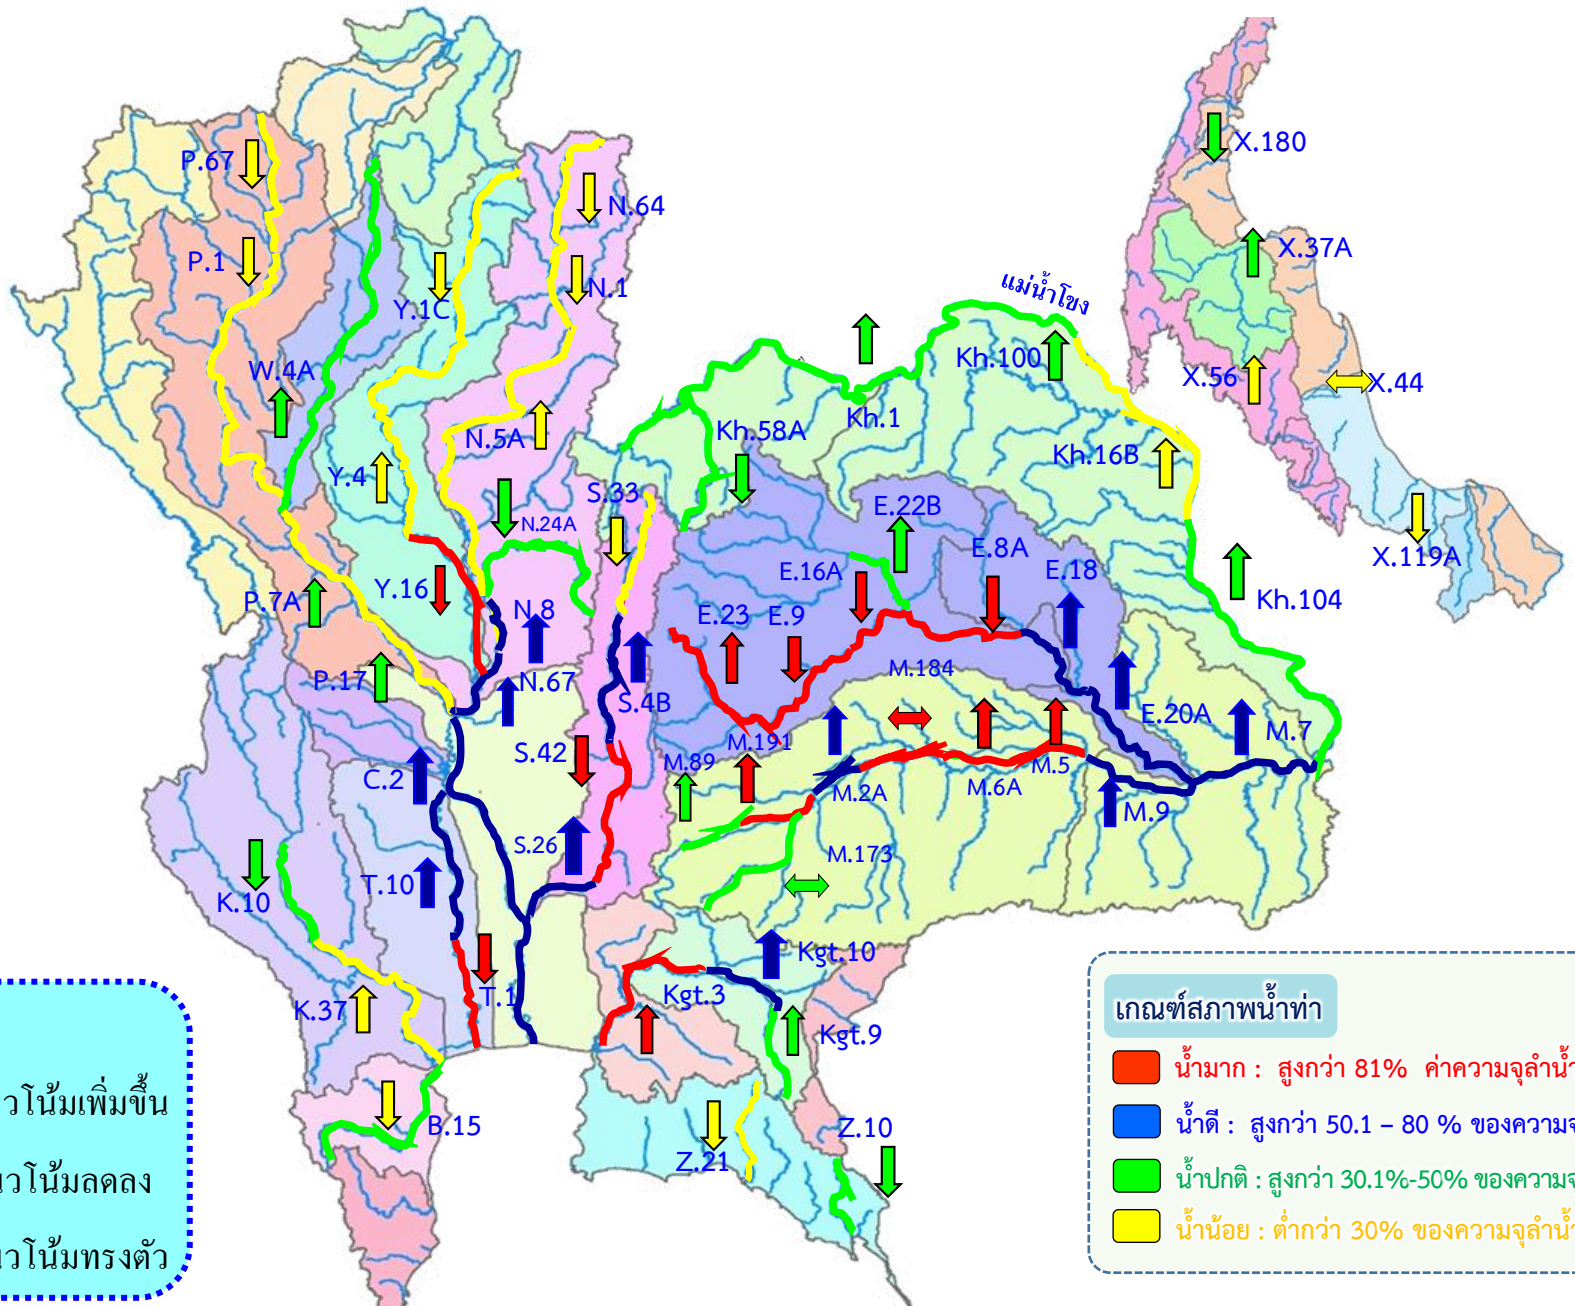 P.67
X.180
N.64
P.1
X.37A
N.1
แม่น้ำโขง
Y.1C
Kh.100
W.4A
X.56
X.44
Kh.1
Kh.58A
N.5A
Kh.16B
Y.4
S.33
E.22B
N.24A
E.8A
X.119A
E.16A
E.18
Y.16
P.7A
N.8
E.23
E.9
Kh.104
M.184
P.17
N.67
S.4B
E.20A
M.7
S.42
M.191
M.89
C.2
M.5
M.2A
M.6A
M.9
S.26
M.173
T.10
K.10
Kgt.10
T.1
Kgt.3
K.37
Kgt.9
B.15
Z.10
Z.21
วโน้มเพิ่มขึ้น
วโน้มลดลง
วโน้มทรงตัว
เกณฑ์สภาพน้ำท่า
น้ำมาก : สูงกว่า 81% ค่าความจุลำน้ำ
น้ำดี : สูงกว่า 50.1 – 80 % ของความจ
น้ำปกติ : สูงกว่า 30.1%-50% ของความจ
น้ำน้อย : ต่ำกว่า 30% ของความจุลำน้ำ